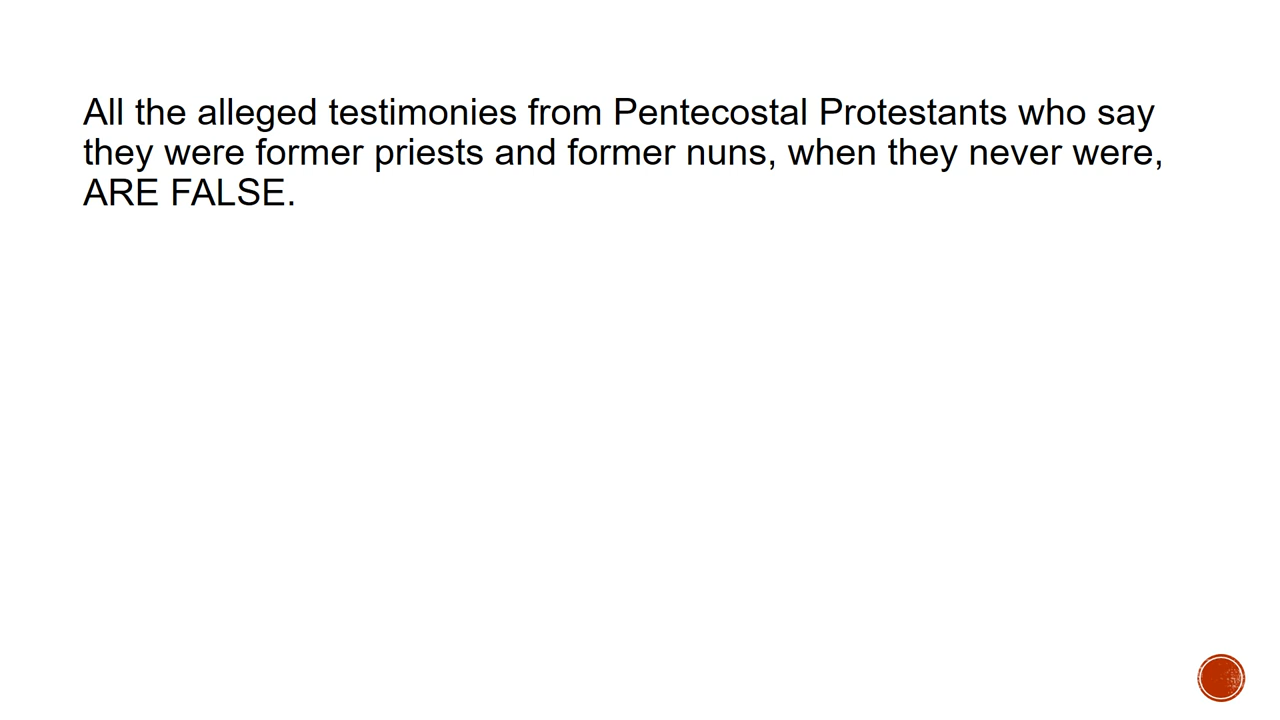 All the alleged testimonies from Pentecostal Protestants who say
they were former priests and former nuns, when they never were,
ARE FALSE.